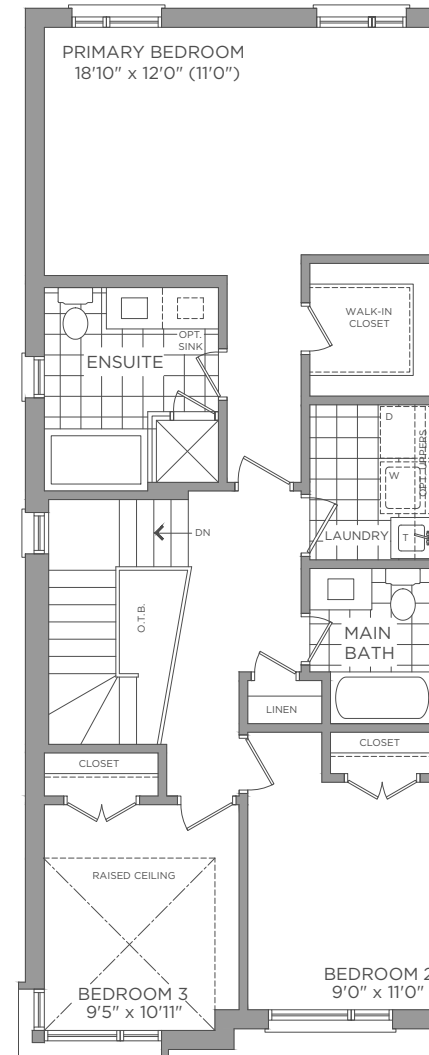 PRIMARY BEDROOM
18'10" x 12'0" (11'0")
WALK-IN
CLOSET
OPT.
SINK
ENSUITE
D
OPT. UPPERS
W
LAUNDRY
T
DN
O.T.B.
MAIN
BATH
LINEN
CLOSET
CLOSET
RAISED CEILING
BEDROOM 2
9'0" x 11'0"
BEDROOM 3
9'5" x 10'11"